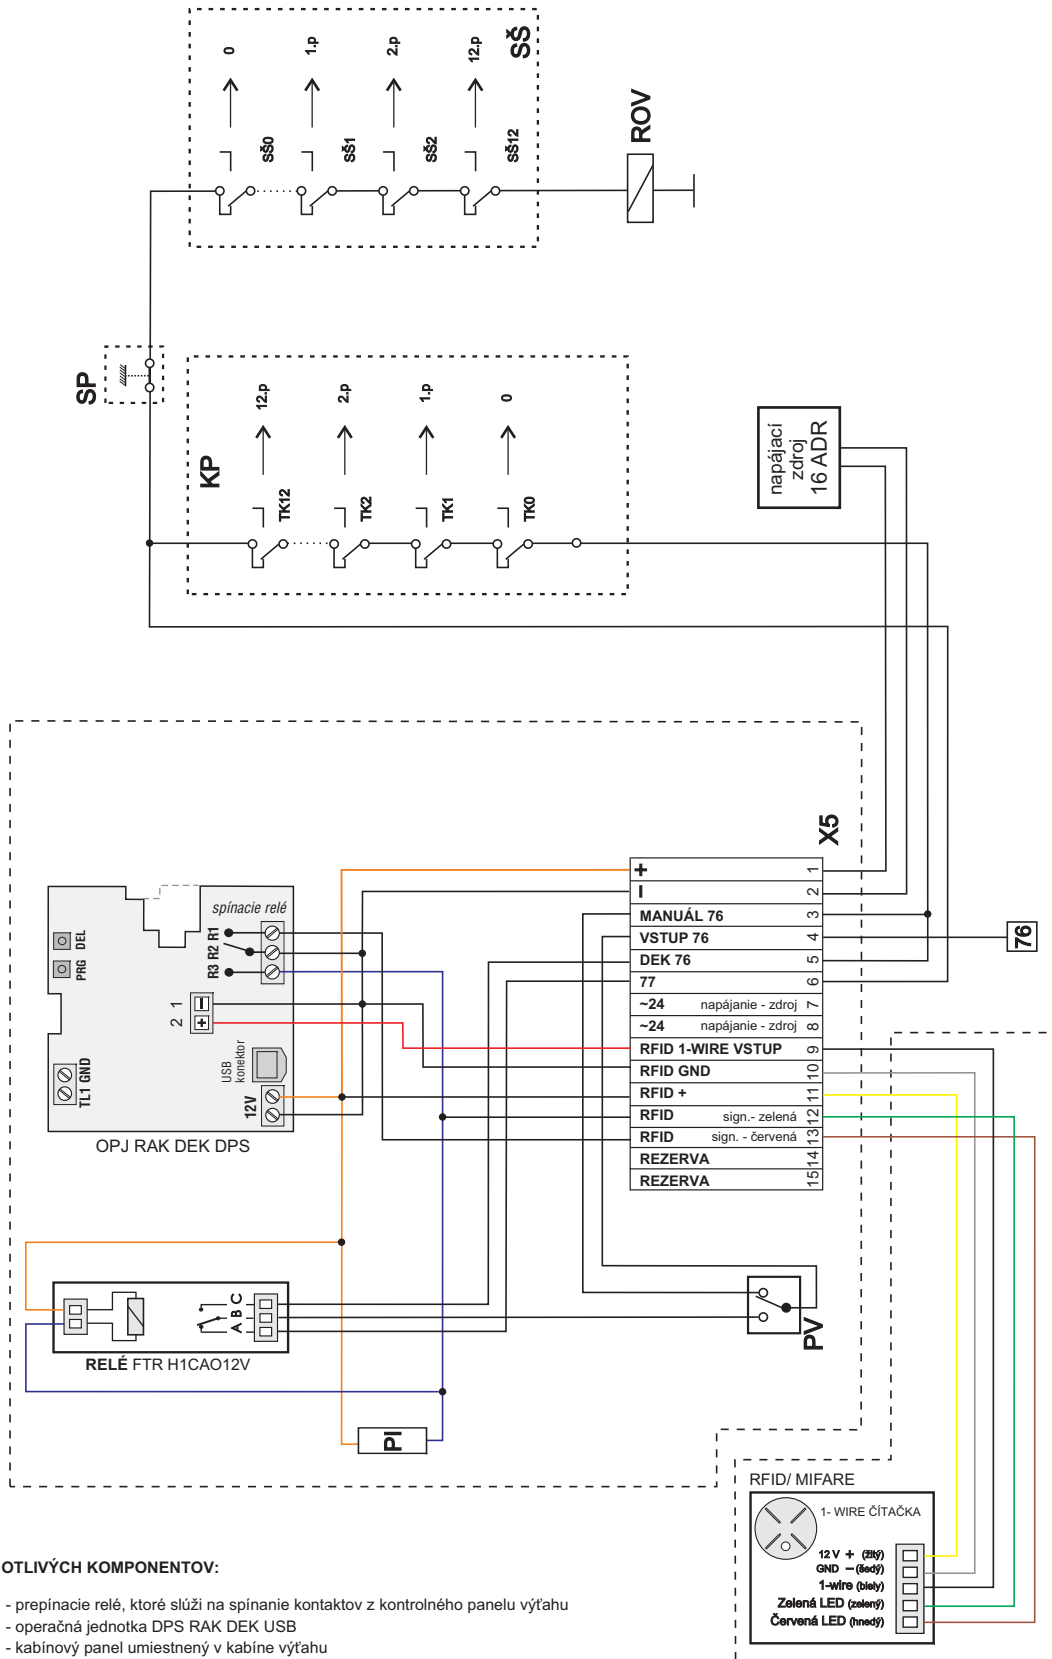 0
1.p
2.p
12.p
SŠ
SŠ0
SŠ1
SŠ2
SŠ12
ROV
SP
KP
12.p
2.p
1.p
0
TK12
TK2
TK1
TK0
napájací
zdroj
16 ADR
X5
+ 1
− 2
MANUÁL 76 3
VSTUP 76 4
DEK 76 5
77 6
~24 napájanie - zdroj 7
~24 napájanie - zdroj 8
RFID 1-WIRE VSTUP 9
RFID GND 10
RFID + 11
RFID sign.- zelená 12
RFID sign. - červená 13
REZERVA 14
REZERVA 15
76
spínacie relé
R1
R2
R3
DEL
PRG
1 −
2 +
USB
konektor
TL1 GND
12V
OPJ RAK DEK DPS
A B C
RELÉ FTR H1CAO12V
PV
PI
RFID/ MIFARE
1- WIRE ČÍTAČKA
12 V + (žltý)
GND − (šedý)
1-wire (biely)
Zelená LED (zelený)
Červená LED (hnedý)
OTLIVÝCH KOMPONENTOV:
- prepínacie relé, ktoré slúži na spínanie kontaktov z kontrolného panelu výťahu
- operačná jednotka DPS RAK DEK USB
- kabínový panel umiestnený v kabíne výťahu